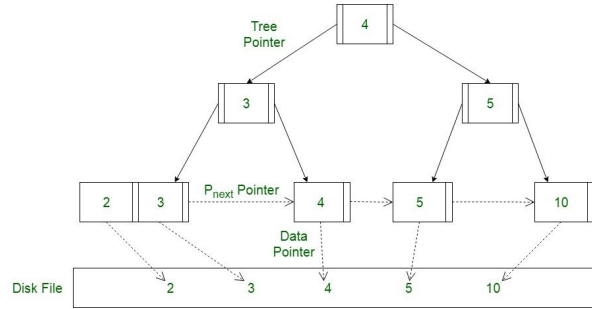 Tree
Pointer
4
3
5
2 3
P_next Pointer
4
5
10
Data
Pointer
Disk File
2 3 4 5 10